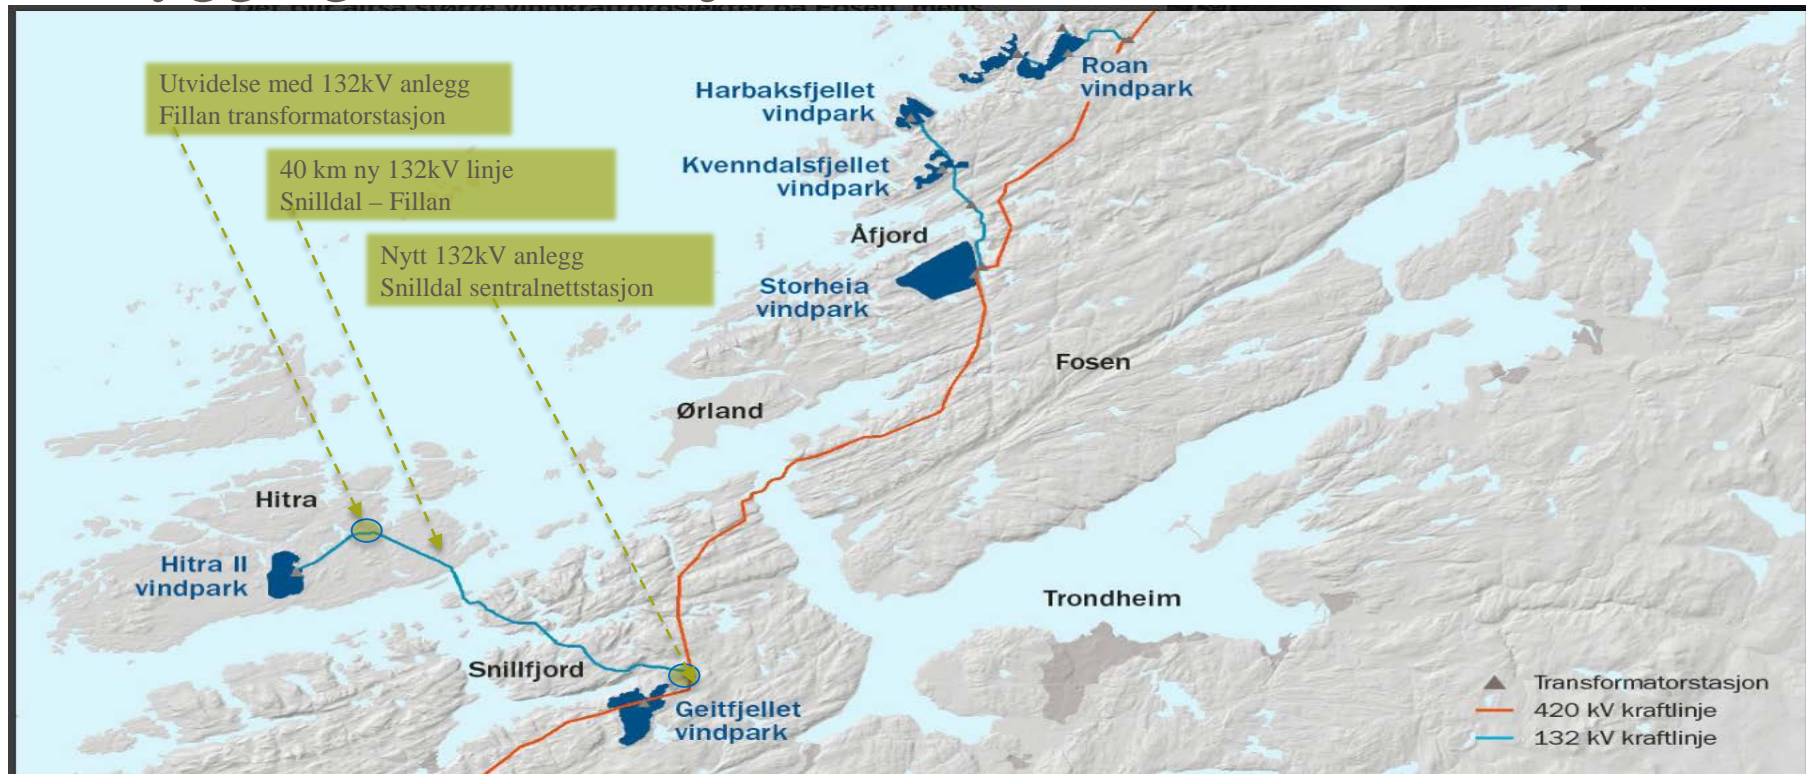 Utvidelse med 132kV anlegg
Fillan transformatorstasjon
40 km ny 132kV linje
Snilldal – Fillan
Nytt 132kV anlegg
Snilldal sentralnettstasjon
Roan
vindpark
Harbaksfjellet
vindpark
Kvenndalsfjellet
vindpark
Åfjord
Storheia
vindpark
Fosen
Ørland
Hitra
Hitra II
vindpark
Trondheim
Snillfjord
Geitfjellet
vindpark
Transformatorstasjon
420 kV kraftlinje
132 kV kraftlinje